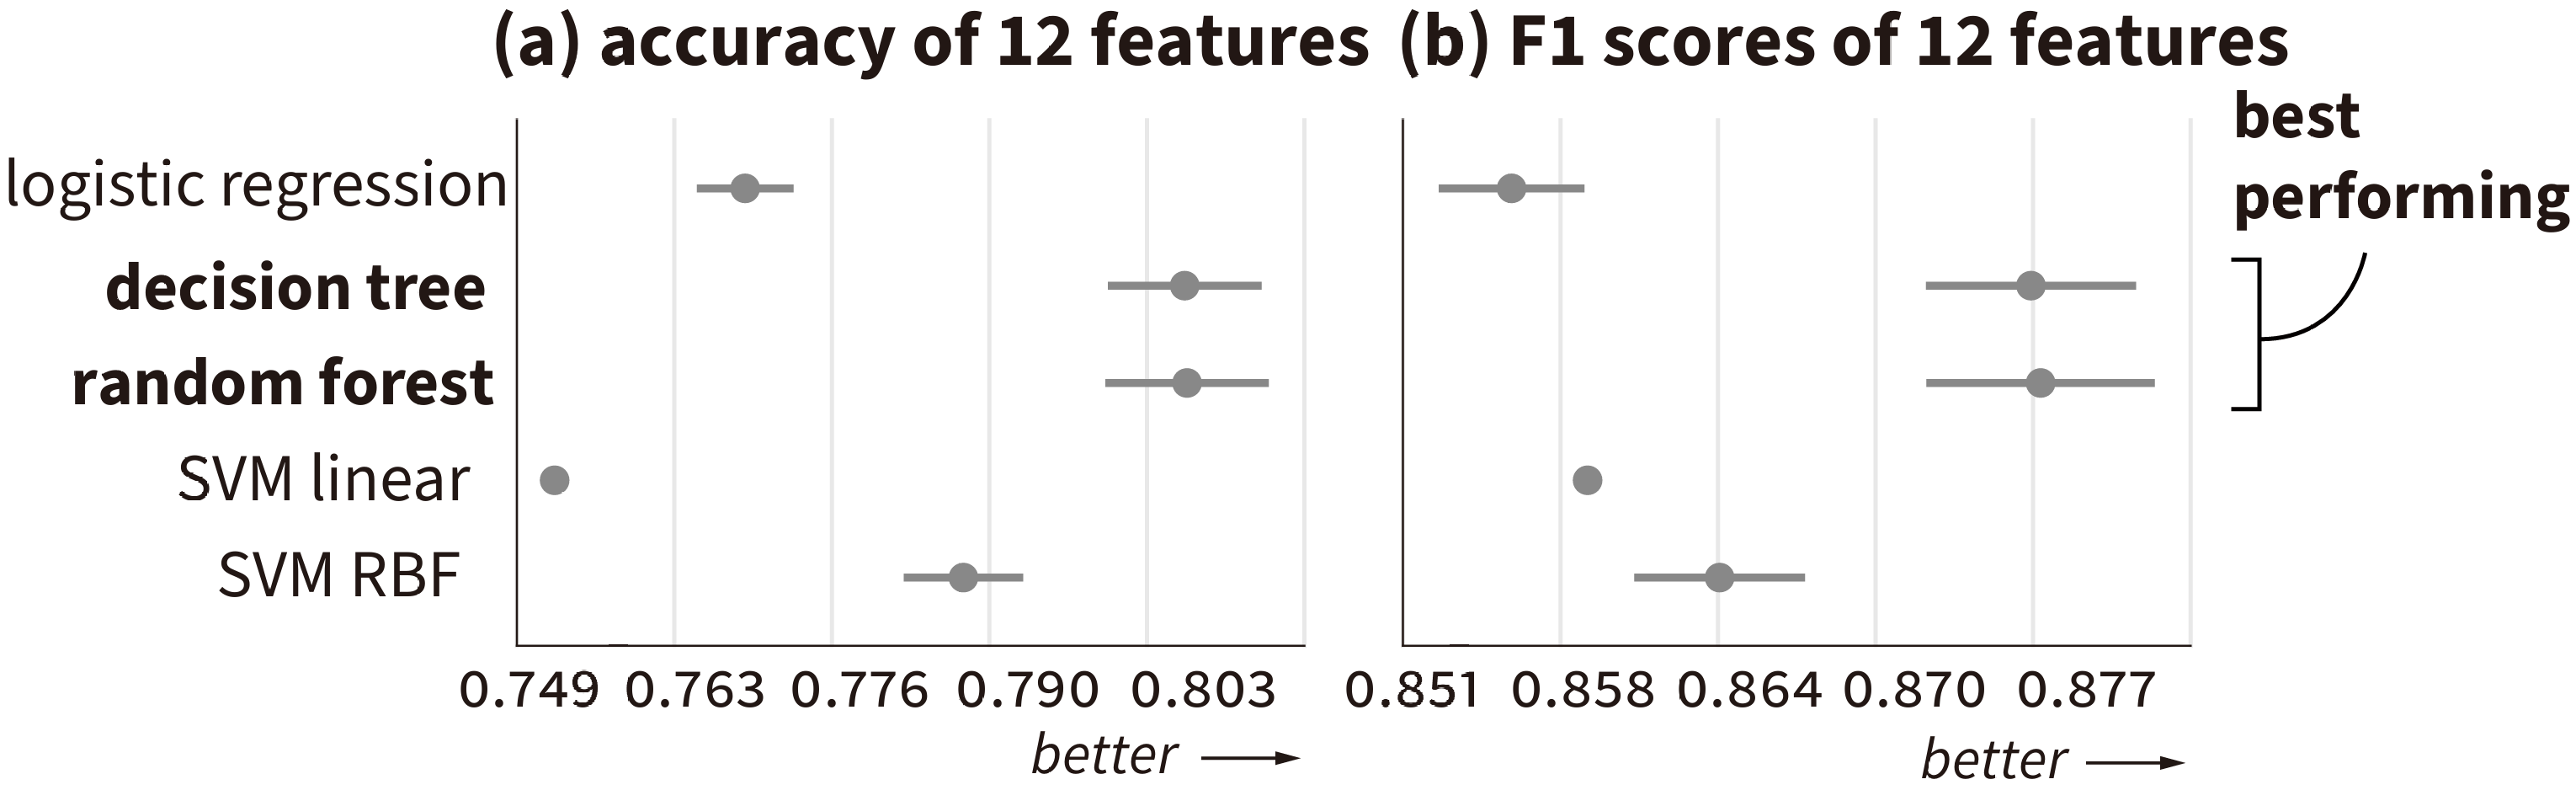 (a) accuracy of 12 features
(b) F1 scores of 12 features
best
performing
logistic regression
decision tree
random forest
SVM linear
SVM RBF
0.749 0.763 0.776 0.790 0.803
0.851 0.858 0.864 0.870 0.877
better
better